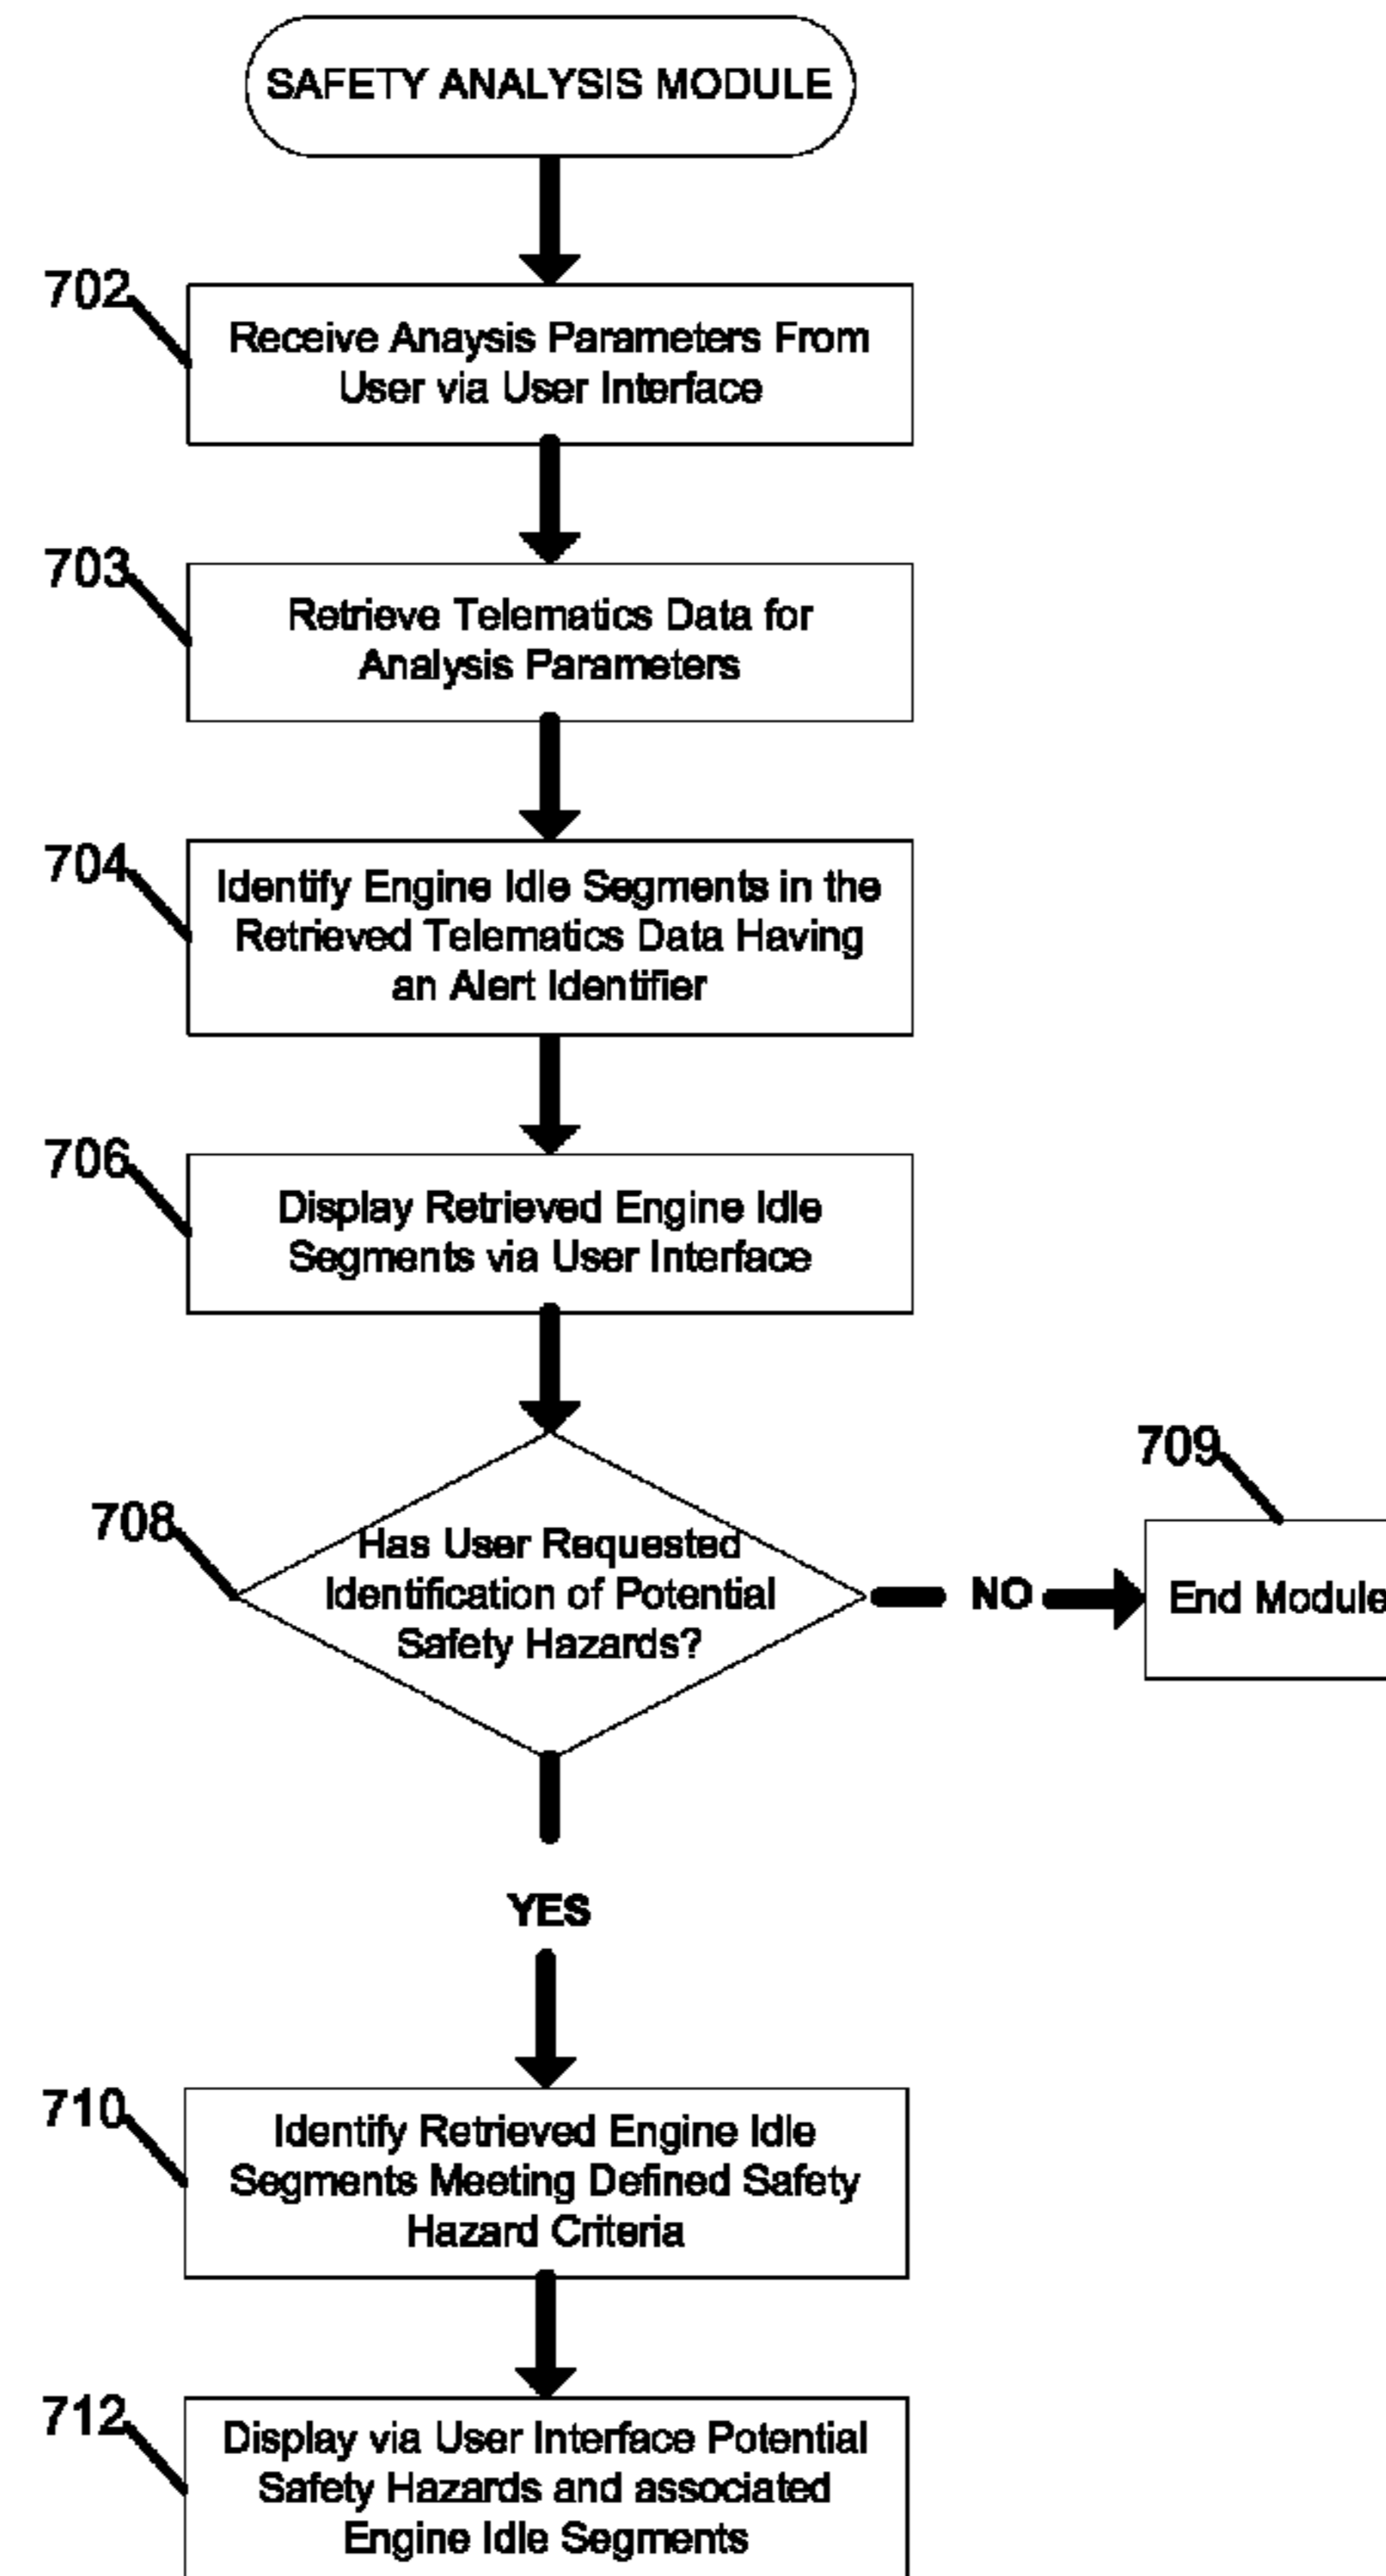 SAFETY ANALYSIS MODULE
702
Receive Anaysis Parameters From
User via User Interface
703
Retrieve Telematics Data for
Analysis Parameters
704
Identify Engine Idle Segments in the
Retrieved Telematics Data Having
an Alert Identifier
706
Display Retrieved Engine Idle
Segments via User Interface
708
Has User Requested
Identification of Potential
Safety Hazards?
NO
709
End Module
YES
710
Identify Retrieved Engine Idle
Segments Meeting Defined Safety
Hazard Criteria
712
Display via User Interface Potential
Safety Hazards and associated
Engine Idle Segments